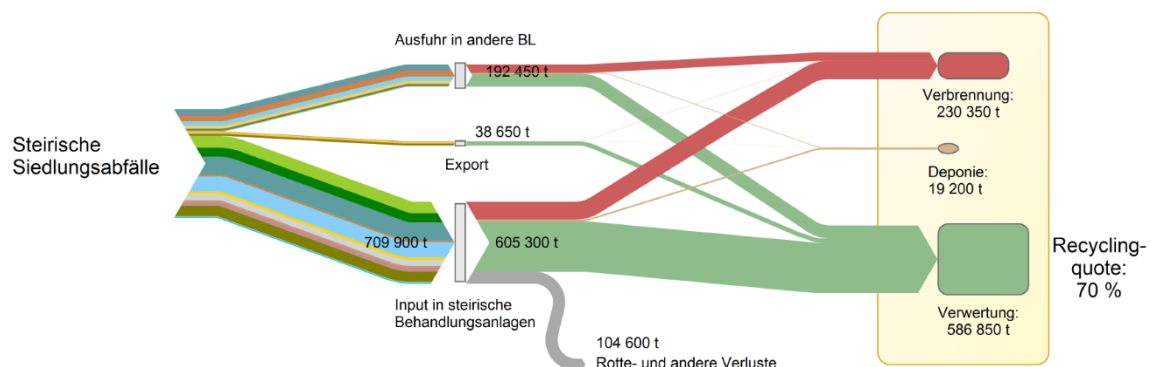 Ausfuhr in andere BL
192 450 t
Steirische
Siedlungsabfälle
38 650 t
Export
709 900 t
605 300 t
Input in steirische
Behandlungsanlagen
104 600 t
Rotte- und andere Verluste
Verbrennung:
230 350 t
Deponie:
19 200 t
Verwertung:
586 850 t
Recycling-
quote:
70 %